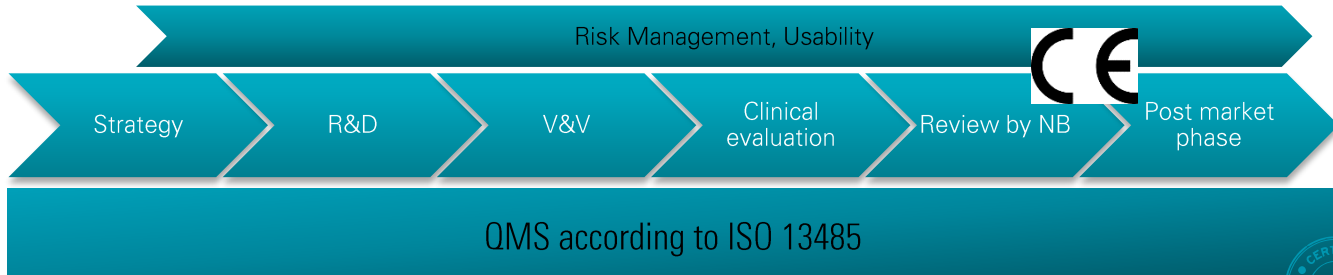 Risk Management, Usability
CE
Strategy
R&D
V&V
Clinical
evaluation
Review by NB
Post market
phase
QMS according to ISO 13485